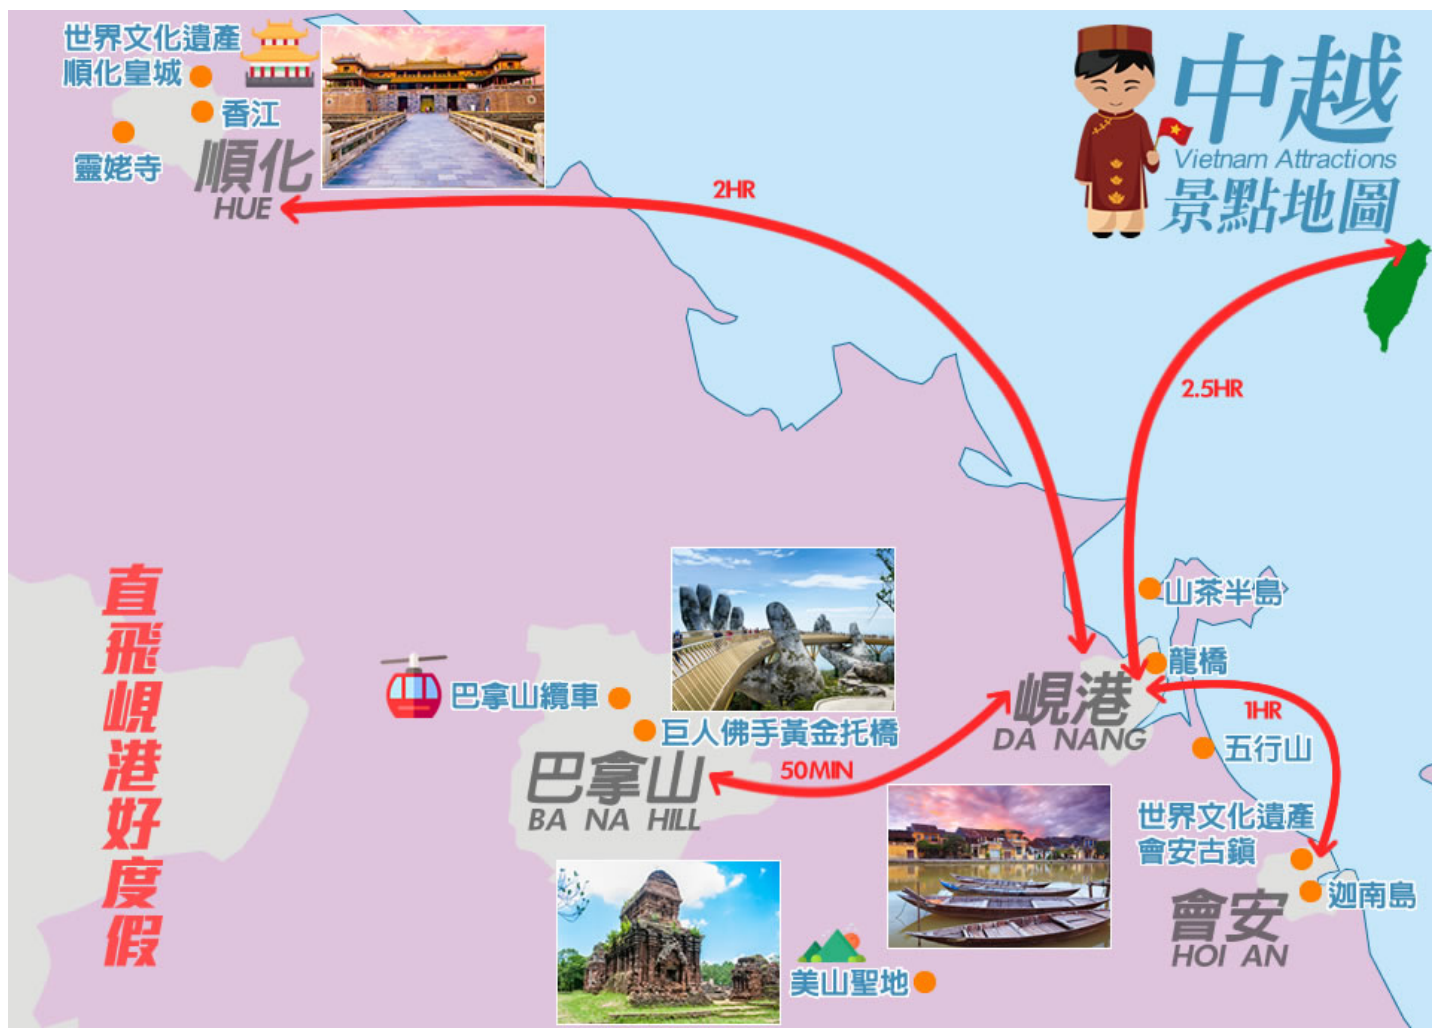 世界文化遺產
順化皇城
香江
靈姥寺
順化
HUE
2HR
中越
Vietnam Attractions
景點地圖
2.5HR
直飛峴港好度假
山茶半島
龍橋
峴港
DA NANG
1HR
五行山
巴拿山纜車
巨人佛手黃金托橋
巴拿山
BA NA HILL
50MIN
世界文化遺產
會安古鎮
迦南島
會安
HOI AN
美山聖地